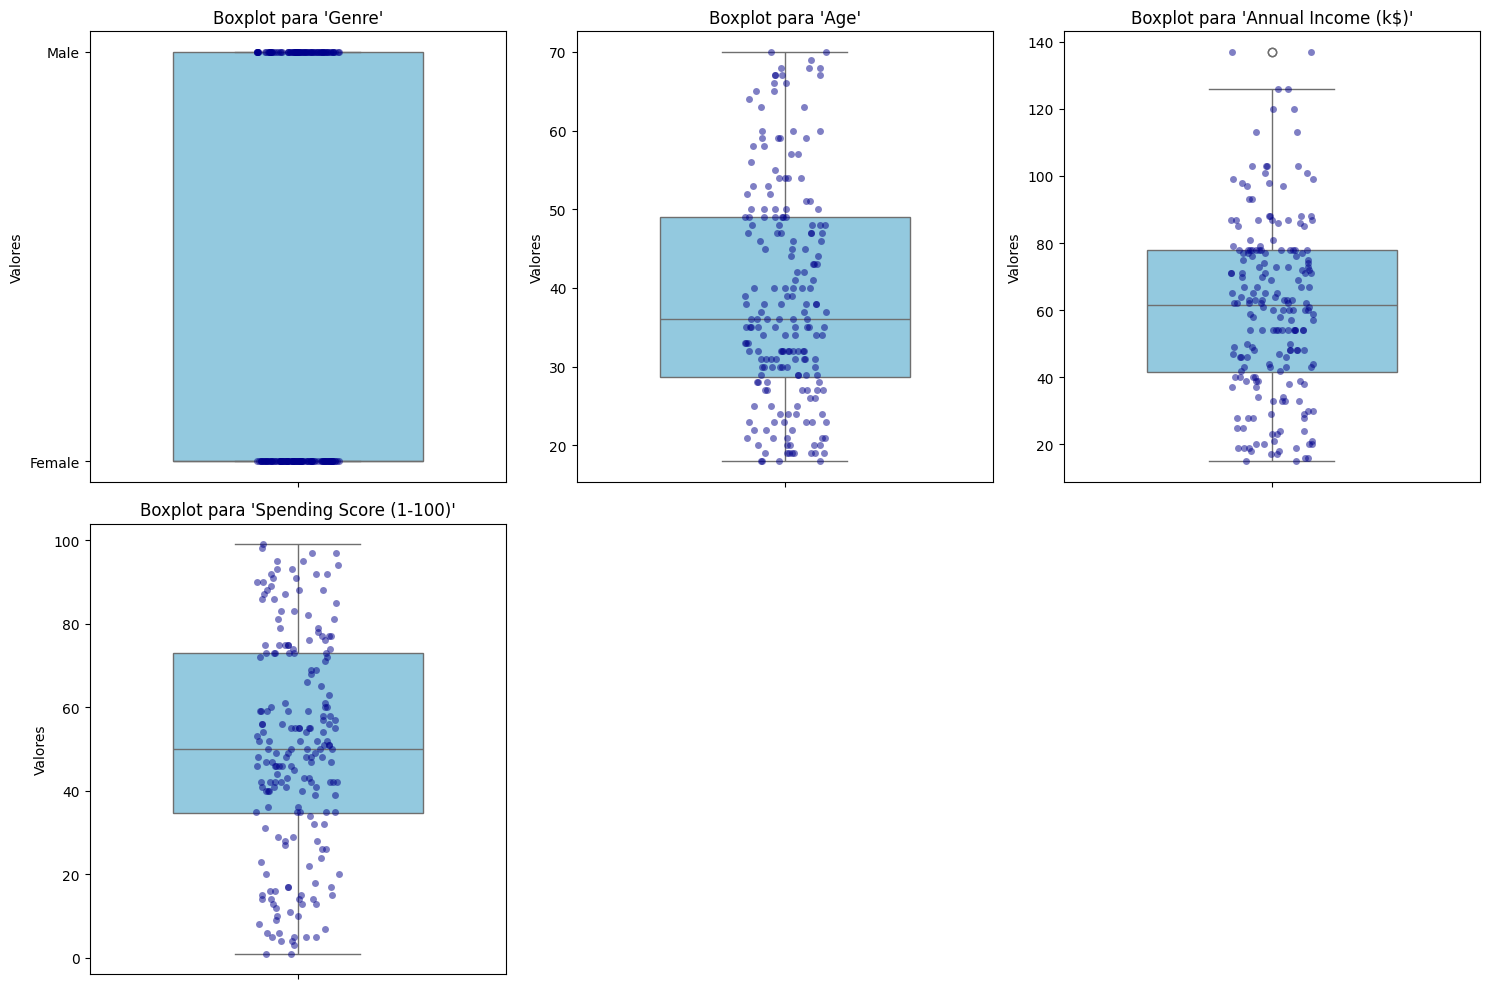 Boxplot para 'Genre'
Male
Female
Valores
Boxplot para 'Age'
70
60
50
40
30
20
Valores
Boxplot para 'Annual Income (k$)'
140
120
100
80
60
40
20
Valores
Boxplot para 'Spending Score (1-100)'
100
80
60
40
20
0
Valores